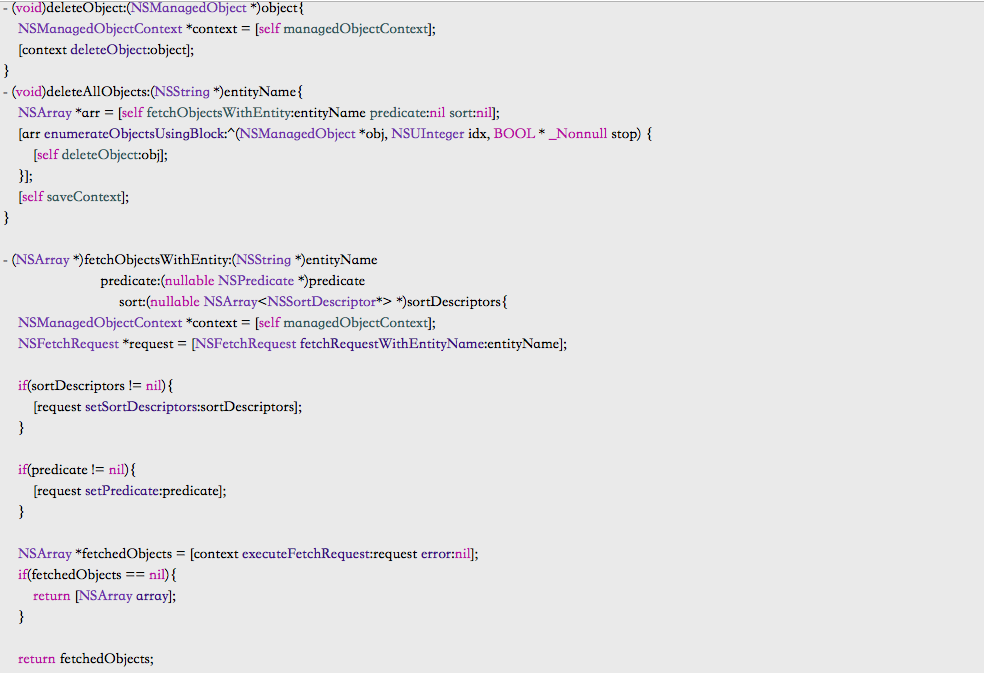 - (void)deleteObject:(NSManagedObject *)object{
NSManagedObjectContext *context = [self managedObjectContext];
[context deleteObject:object];
}
- (void)deleteAllObjects:(NSString *)entityName{
NSArray *arr = [self fetchObjectsWithEntity:entityName predicate:nil sort:nil];
[arr enumerateObjectsUsingBlock:^(NSManagedObject *obj, NSUInteger idx, BOOL * _Nonnull stop) {
[self deleteObject:obj];
}];
[self saveContext];
}
- (NSArray *)fetchObjectsWithEntity:(NSString *)entityName
predicate:(nullable NSPredicate *)predicate
sort:(nullable NSArray<NSSortDescriptor*> *)sortDescriptors{
NSManagedObjectContext *context = [self managedObjectContext];
NSFetchRequest *request = [NSFetchRequest fetchRequestWithEntityName:entityName];
if(sortDescriptors != nil){
[request setSortDescriptors:sortDescriptors];
}
if(predicate != nil){
[request setPredicate:predicate];
}
NSArray *fetchedObjects = [context executeFetchRequest:request error:nil];
if(fetchedObjects == nil){
return [NSArray array];
}
return fetchedObjects;